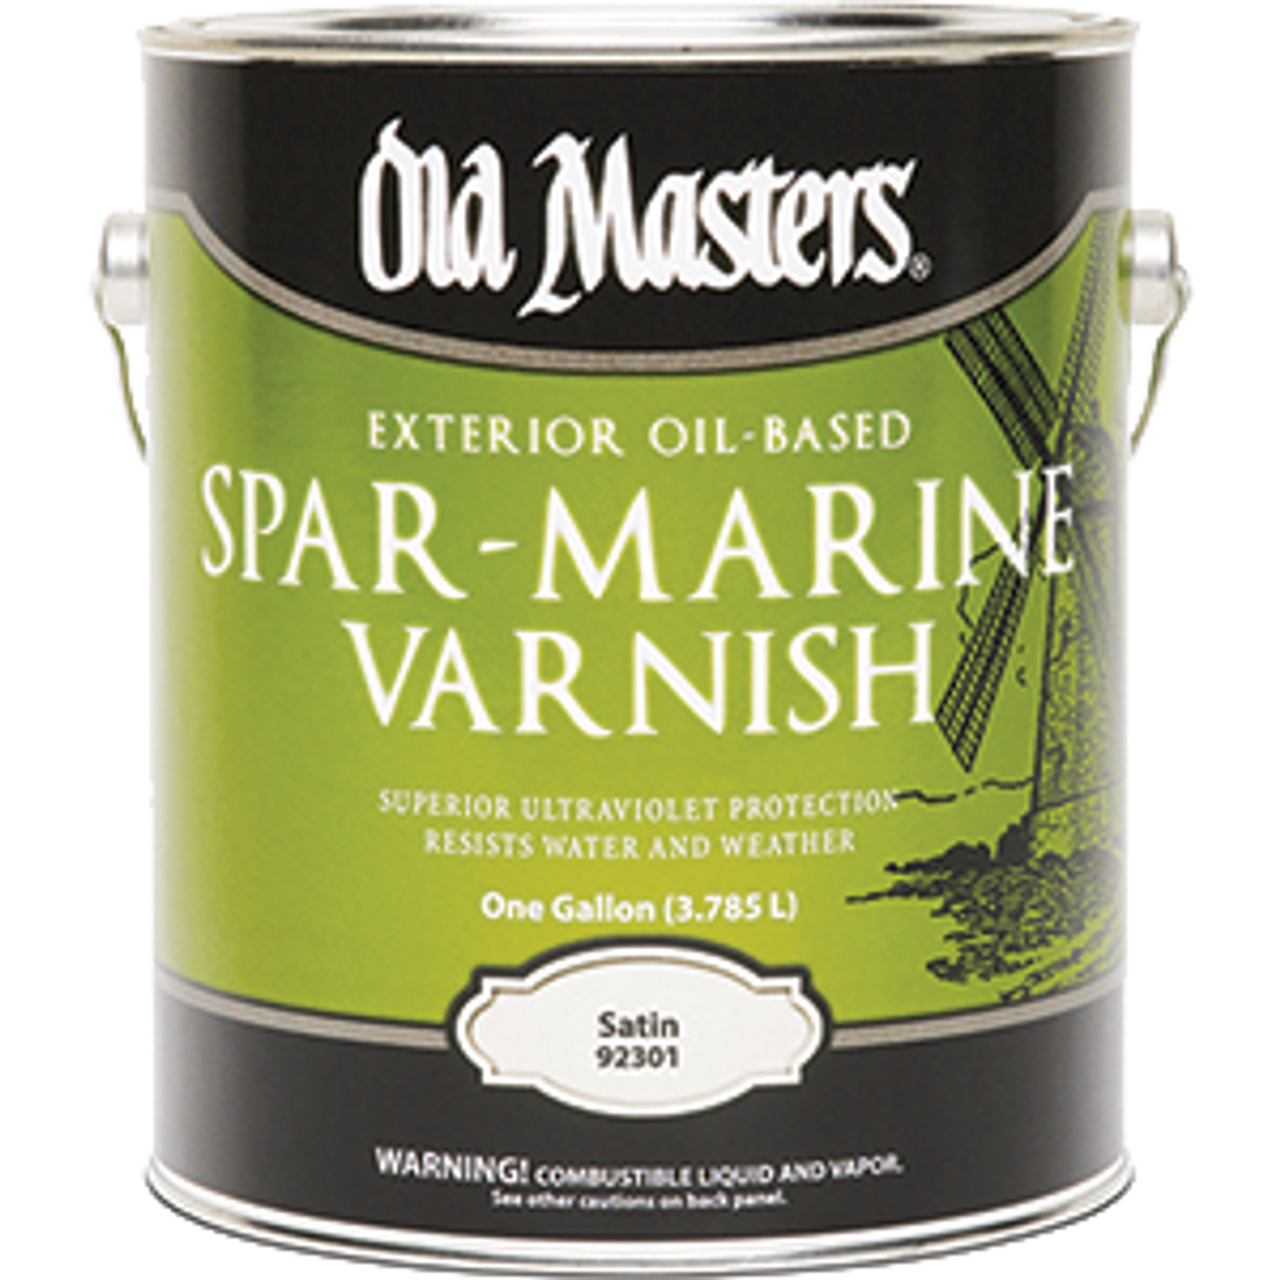 Old Masters®
EXTERIOR OIL-BASED
SPAR-MARINE
VARNISH
SUPERIOR ULTRAVIOLET PROTECTION
RESISTS WATER AND WEATHER
One Gallon (3.785 L)
Satin
92301
WARNING! COMBUSTIBLE LIQUID AND VAPOR.
See other cautions on back panel.